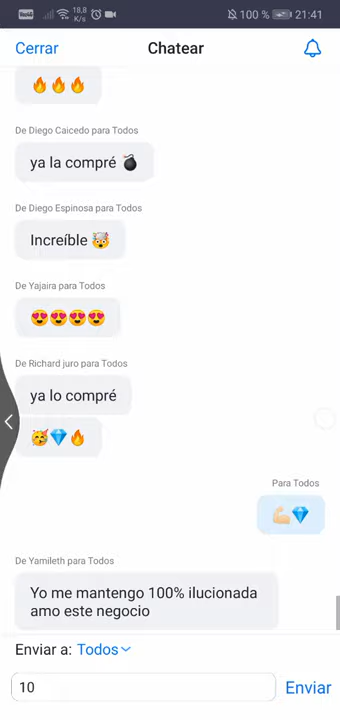 18,8
K/s
100 %
21:41
Cerrar
Chatear
🔥🔥🔥
De Diego Caicedo para Todos
ya la compré 💣
De Diego Espinosa para Todos
Increíble 🤯
De Yajaira para Todos
😍😍😍😍
De Richard juro para Todos
ya lo compré
🥳💎🔥
Para Todos
💪🏻💎
De Yamileth para Todos
Yo me mantengo 100% ilucionada
amo este negocio
Enviar a: Todos
10
Enviar